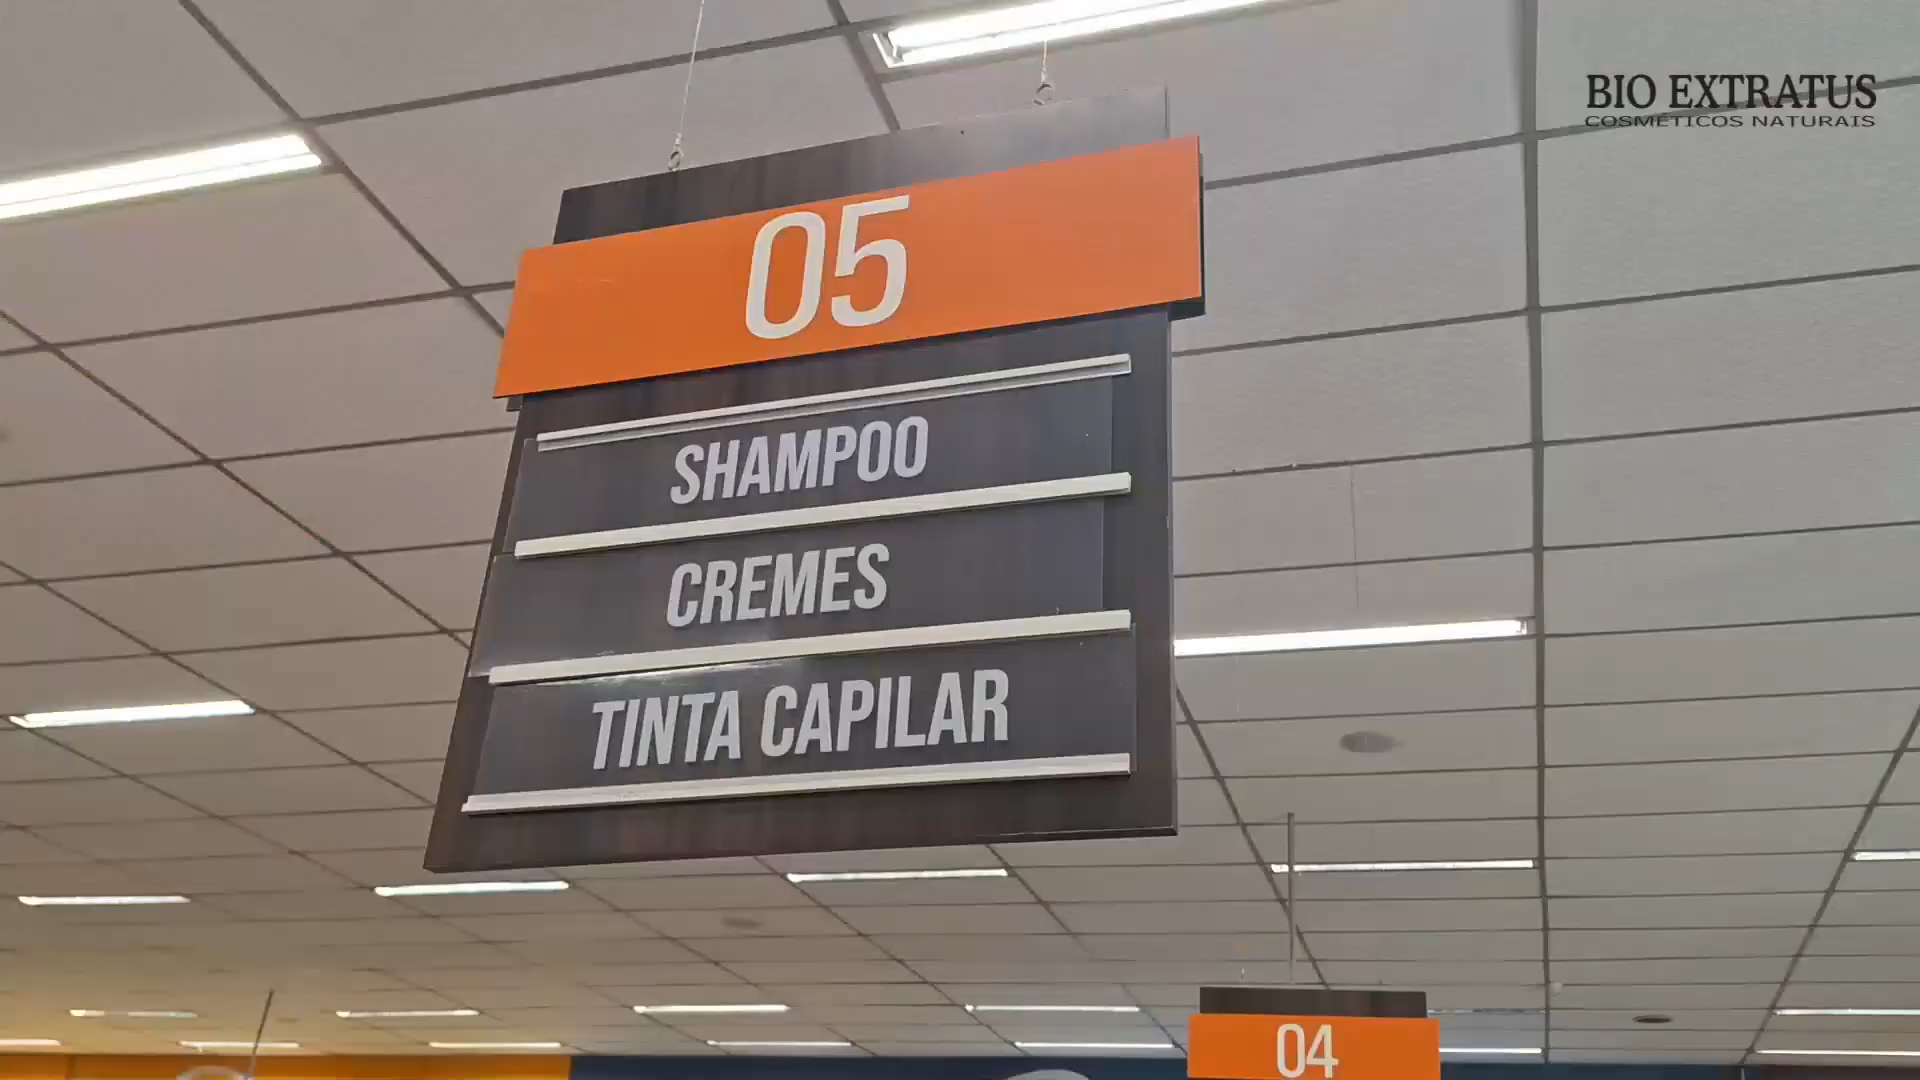 BIO EXTRATUS
COSMÉTICOS NATURAIS
05
SHAMPOO
CREMES
TINTA CAPILAR
04